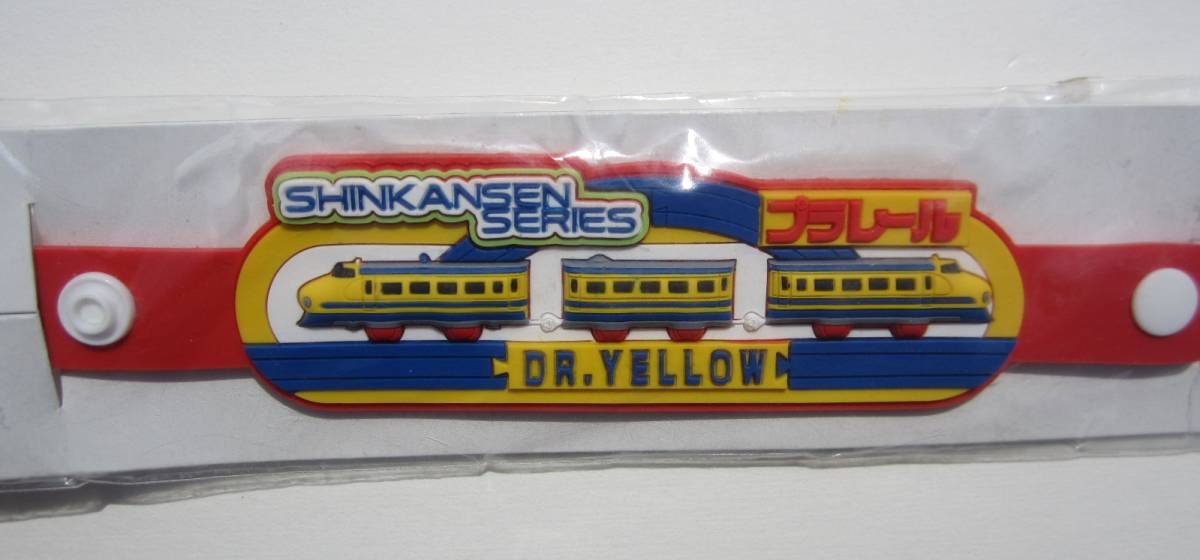 SHINKANSEN
SERIES
プラレール
DR.YELLOW